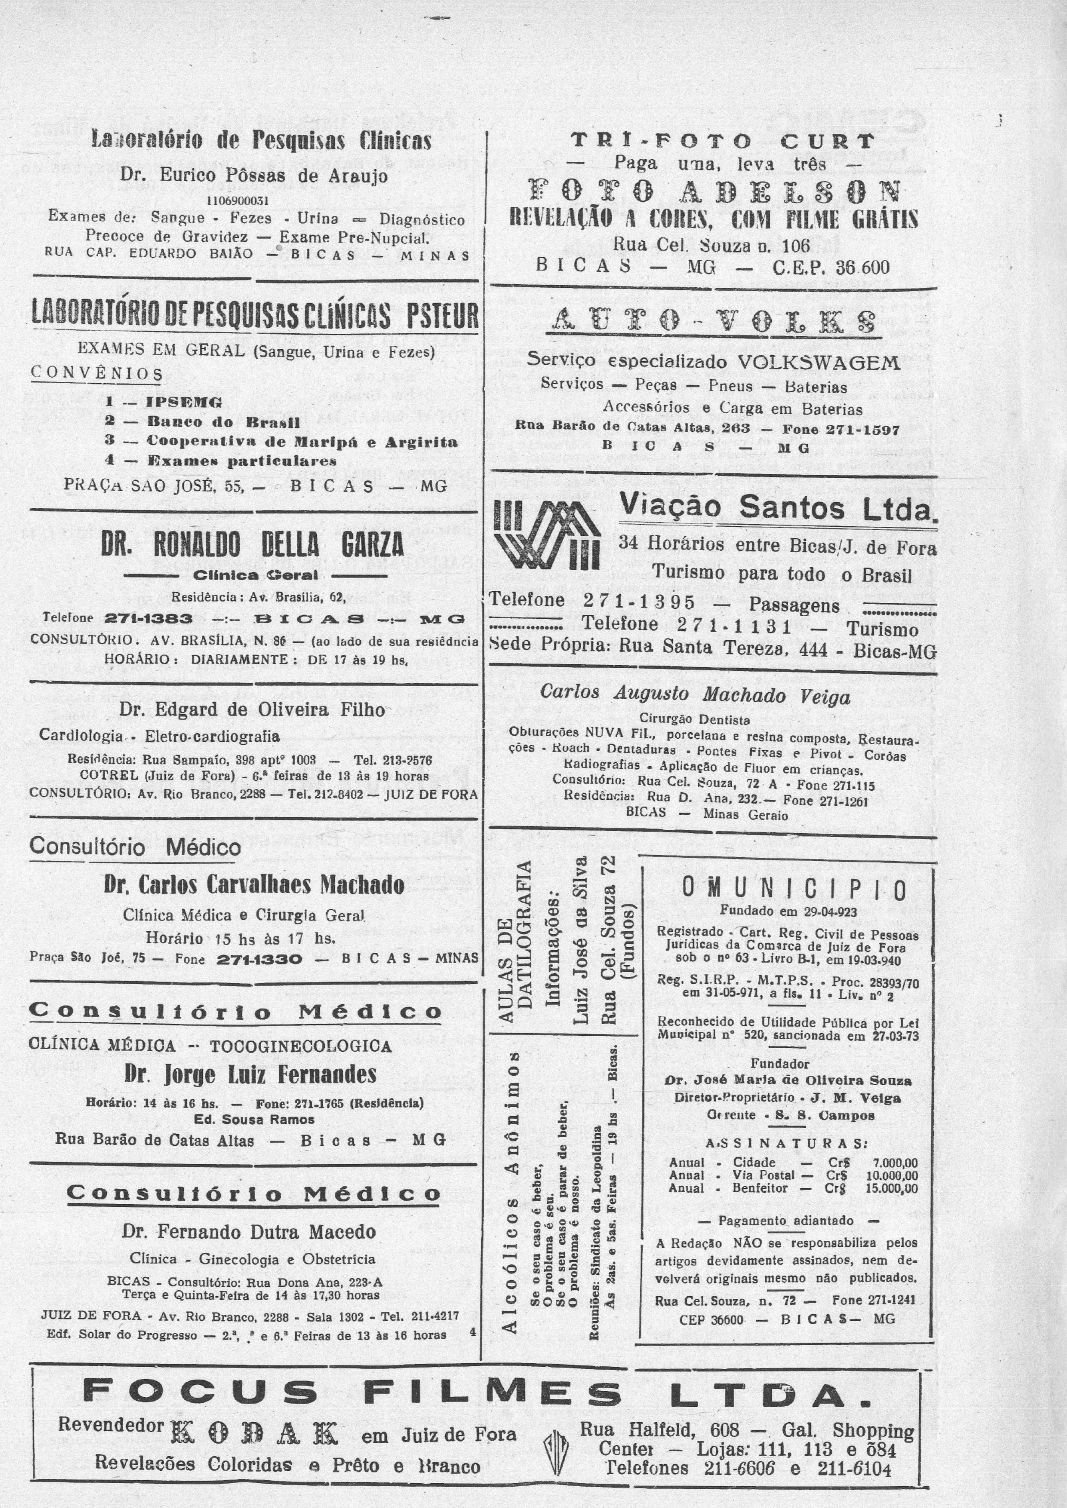 Laboratório de Pesquisas Clínicas
Dr. Eurico Pôssas de Araujo
1106900031
Exames de: Sangue - Fezes - Urina — Diagnóstico
Precoce de Gravidez — Exame Pre-Nupcial.
RUA CAP. EDUARDO BAIÃO — BICAS — MINAS
LABORATÓRIO DE PESQUISAS CLÍNICAS PSTEUR
EXAMES EM GERAL (Sangue, Urina e Fezes)
CONVÊNIOS
1 — IPSEMG
2 — Banco do Brasil
3 — Cooperativa de Maripá e Argirita
4 — Exames particulares
PRAÇA SAO JOSÉ, 55, — BICAS — MG
DR. RONALDO DELLA GARZA
Clínica Geral
Residência: Av. Brasília, 62,
Telefone 271-1383 —:— BICAS —:— MG
CONSULTÓRIO. AV. BRASÍLIA, N. 86 — (ao lado de sua resiêdncia
HORÁRIO: DIARIAMENTE: DE 17 às 19 hs.
Dr. Edgard de Oliveira Filho
Cardiologia - Eletro-cardiografia
Residência: Rua Sampaio, 398 aptº 1003 — Tel. 213-2576
COTREL (Juiz de Fora) - 6.ª feiras de 13 às 19 horas
CONSULTÓRIO: Av. Rio Branco, 2288 — Tel. 212-8402 — JUIZ DE FORA
Consultório Médico
Dr. Carlos Carvalhaes Machado
Clínica Médica e Cirurgia Geral
Horário 15 hs às 17 hs.
Praça São Joé, 75 — Fone 271-1330 — BICAS — MINAS
Consultório Médico
CLÍNICA MÉDICA -- TOCOGINECOLOGICA
Dr. Jorge Luiz Fernandes
Horário: 14 às 16 hs. — Fone: 271-1765 (Residência)
Ed. Sousa Ramos
Rua Barão de Catas Altas — Bicas — MG
Consultório Médico
Dr. Fernando Dutra Macedo
Clínica - Ginecologia e Obstetrícia
BICAS - Consultório: Rua Dona Ana, 223-A
Terça e Quinta-Feira de 14 às 17,30 horas
JUIZ DE FORA - Av. Rio Branco, 2288 - Sala 1302 - Tel. 211-4217
Edf. Solar do Progresso — 2.ª, .ª e 6.ª Feiras de 13 às 16 horas 4
TRI-FOTO CURT
— Paga uma, leva três —
FOTO ADELSON
REVELAÇÃO A CORES, COM FILME GRÁTIS
Rua Cel. Souza n. 106
BICAS — MG — C.E.P. 36.600
AUTO-VOLKS
Serviço especializado VOLKSWAGEM
Serviços — Peças — Pneus — Baterias
Accessórios e Carga em Baterias
Rua Barão de Catas Altas, 263 — Fone 271-1597
BICAS — MG
Viação Santos Ltda.
34 Horários entre Bicas/J. de Fora
Turismo para todo o Brasil
Telefone 271-1395 — Passagens
Telefone 271-1131 — Turismo
Sede Própria: Rua Santa Tereza, 444 - Bicas-MG
Carlos Augusto Machado Veiga
Cirurgão Dentista
Obturações NUVA FIL, porcelana e resina composta, Restaura-
ções - Roach - Dentaduras - Pontes Fixas e Pivot - Corôas
Radiografias - Aplicação de Fluor em crianças.
Consultório: Rua Cel. Souza, 72 A - Fone 271-115
Residência: Rua D. Ana, 232 — Fone 271-1261
BICAS — Minas Geraio
AULAS DE
DATILOGRAFIA
Informações:
Luiz José da Silva
Rua Cel. Souza 72
(Fundos)
Alcoólicos Anônimos
Se o seu caso é beber,
O problema é seu.
Se o seu caso é parar de beber,
O problema é nosso.
Reuniões: Sindicato da Leopoldina
As 2as. e 5as. Feiras — 19 hs .— Bicas.
O MUNICIPIO
Fundado em 29-04-923
Registrado - Cart. Reg. Civil de Pessoas
Jurídicas da Comarca de Juiz de Fora
sob o nº 63 - Livro B-1, em 19-03-940
Reg. S.I.R.P. - M.T.P.S. - Proc. 28393/70
em 31-05-971, a fls. 11 - Liv. nº 2
Reconhecido de Utilidade Pública por Lei
Municipal nº 520, sancionada em 27-03-73
Fundador
Dr. José Maria de Oliveira Souza
Diretor-Proprietário - J. M. Veiga
Gerente - S. S. Campos
ASSINATURAS:
Anual - Cidade — Cr$ 7.000,00
Anual - Via Postal — Cr$ 10.000,00
Anual - Benfeitor — Cr$ 15.000,00
— Pagamento adiantado —
A Redação NÃO se responsabiliza pelos
artigos devidamente assinados, nem de-
volverá originais mesmo não publicados.
Rua Cel. Souza, n. 72 — Fone 271-1241
CEP 36600 — BICAS — MG
FOCUS FILMES LTDA.
Revendedor KODAK em Juiz de Fora
Revelacões Coloridas e Prêto e Branco
Rua Halfeld, 608 — Gal. Shopping
Center — Lojas: 111, 113 e 584
Telefones 211-6606 e 211-6104